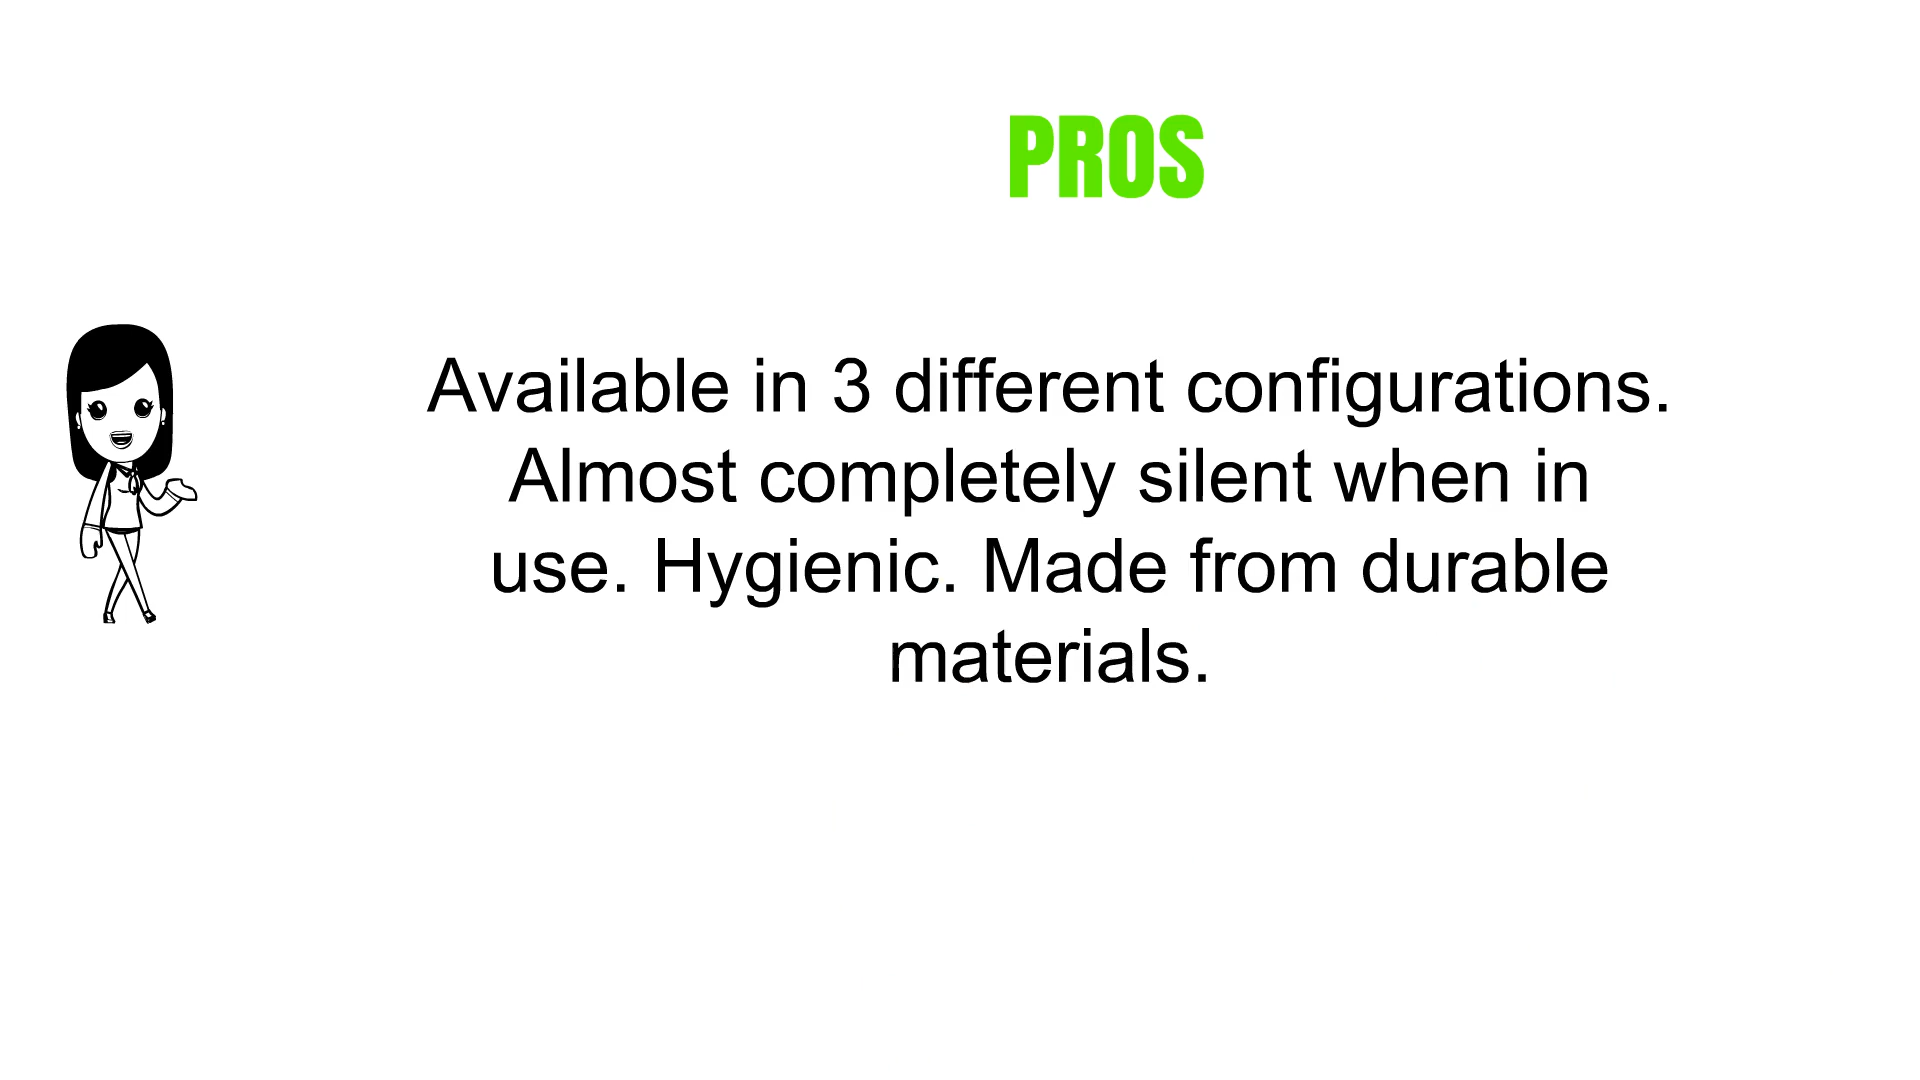 PROS
Available in 3 different configurations.
Almost completely silent when in
use. Hygienic. Made from durable
materials.